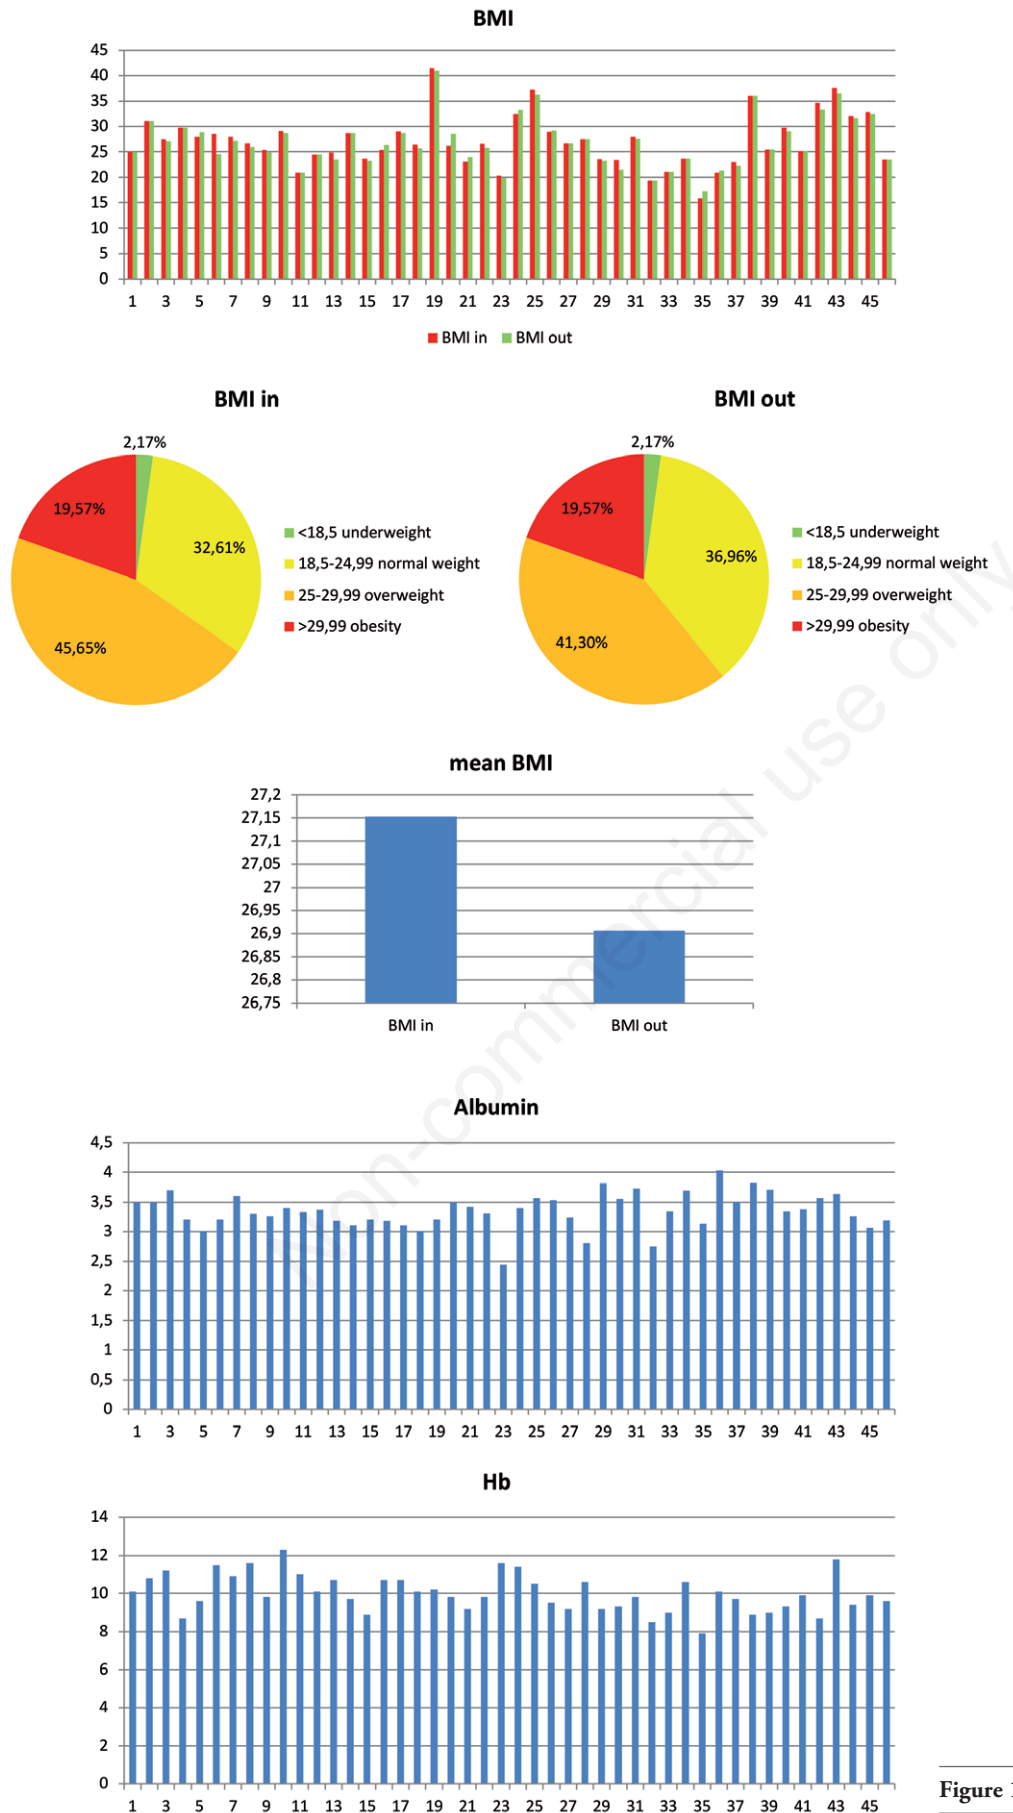 BMI
45
40
35
30
25
20
15
10
5
0
1 3 5 7 9 11 13 15 17 19 21 23 25 27 29 31 33 35 37 39 41 43 45
BMI in BMI out
BMI in
2,17%
19,57%
32,61%
45,65%
<18,5 underweight
18,5-24,99 normal weight
25-29,99 overweight
>29,99 obesity
BMI out
2,17%
19,57%
36,96%
41,30%
<18,5 underweight
18,5-24,99 normal weight
25-29,99 overweight
>29,99 obesity
mean BMI
27,2
27,15
27,1
27,05
27
26,95
26,9
26,85
26,8
26,75
BMI in BMI out
Albumin
4,5
4
3,5
3
2,5
2
1,5
1
0,5
0
1 3 5 7 9 11 13 15 17 19 21 23 25 27 29 31 33 35 37 39 41 43 45
Hb
14
12
10
8
6
4
2
0
1 3 5 7 9 11 13 15 17 19 21 23 25 27 29 31 33 35 37 39 41 43 45
Figure 1
Non-commercial use only